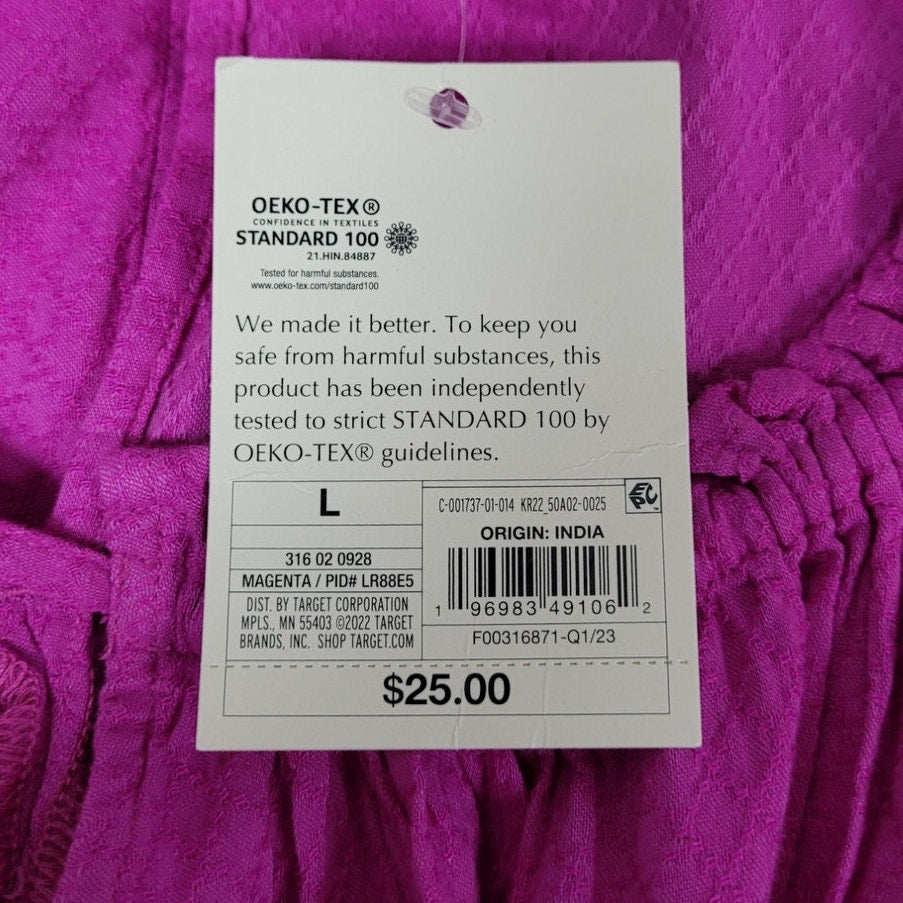 OEKO-TEX®
CONFIDENCE IN TEXTILES
STANDARD 100
21.HIN.84887
Tested for harmful substances.
www.oeko-tex.com/standard100
We made it better. To keep you
safe from harmful substances, this
product has been independently
tested to strict STANDARD 100 by
OEKO-TEX® guidelines.
L
316 02 0928
MAGENTA / PID# LR88E5
DIST. BY TARGET CORPORATION
MPLS., MN 55403 ©2022 TARGET
BRANDS, INC. SHOP TARGET.COM
C-001737-01-014 KR22_50A02-0025
EPC™
ORIGIN: INDIA
1 96983 49106 2
F00316871-Q1/23
$25.00